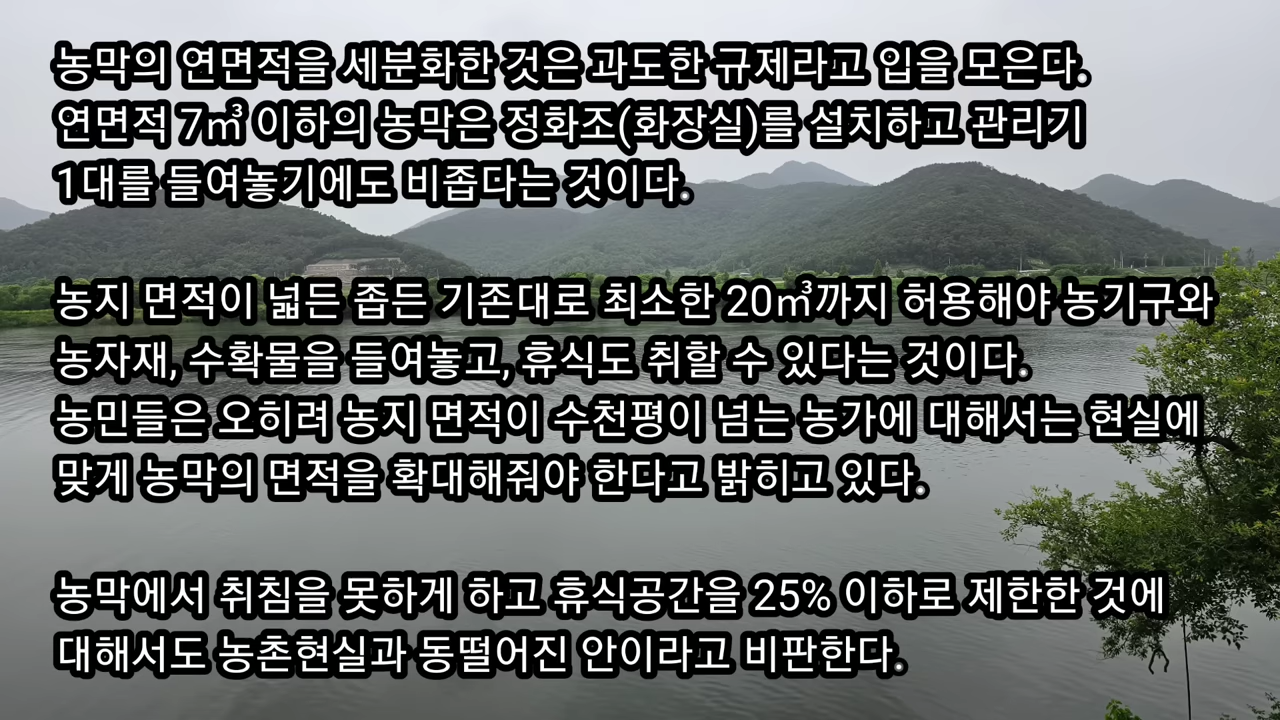 농막의 연면적을 세분화한 것은 과도한 규제라고 입을 모은다.
연면적 7㎥ 이하의 농막은 정화조(화장실)를 설치하고 관리기
1대를 들여놓기에도 비좁다는 것이다.
농지 면적이 넓든 좁든 기존대로 최소한 20㎥까지 허용해야 농기구와
농자재, 수확물을 들여놓고, 휴식도 취할 수 있다는 것이다.
농민들은 오히려 농지 면적이 수천평이 넘는 농가에 대해서는 현실에
맞게 농막의 면적을 확대해줘야 한다고 밝히고 있다.
농막에서 취침을 못하게 하고 휴식공간을 25% 이하로 제한한 것에
대해서도 농촌현실과 동떨어진 안이라고 비판한다.